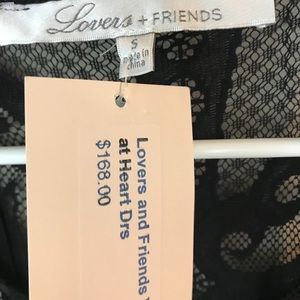 Lovers + FRIENDS
S
made in
china
Lovers and Friends
at Heart Drs
$168.00